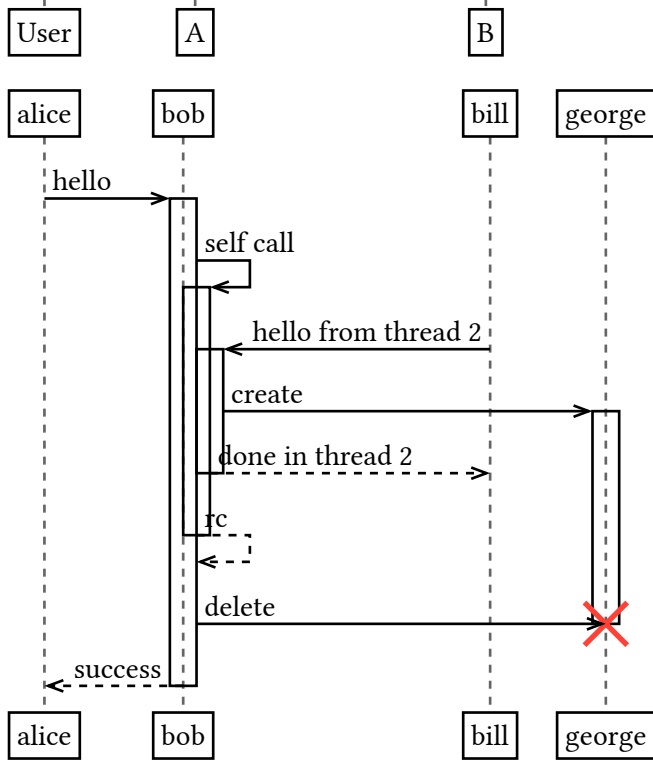 User A B
alice bob bill george
hello
self call
hello from thread 2
create
done in thread 2
rc
delete
success
alice bob bill george